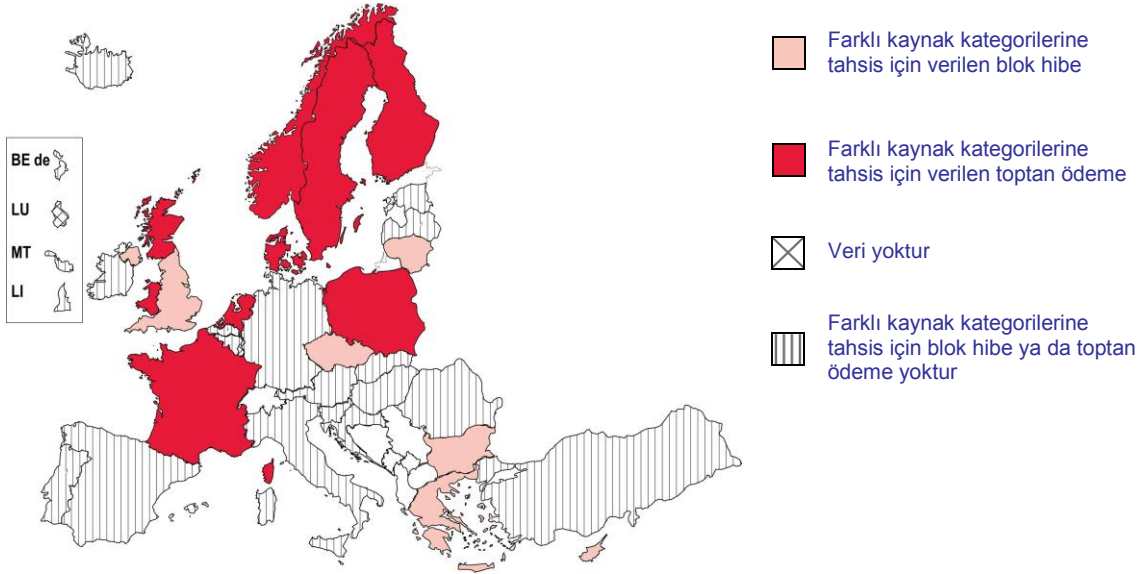 BE de
LU
MT
LI
Farklı kaynak kategorilerine
tahsis için verilen blok hibe
Farklı kaynak kategorilerine
tahsis için verilen toptan ödeme
Veri yoktur
Farklı kaynak kategorilerine
tahsis için blok hibe ya da toptan
ödeme yoktur